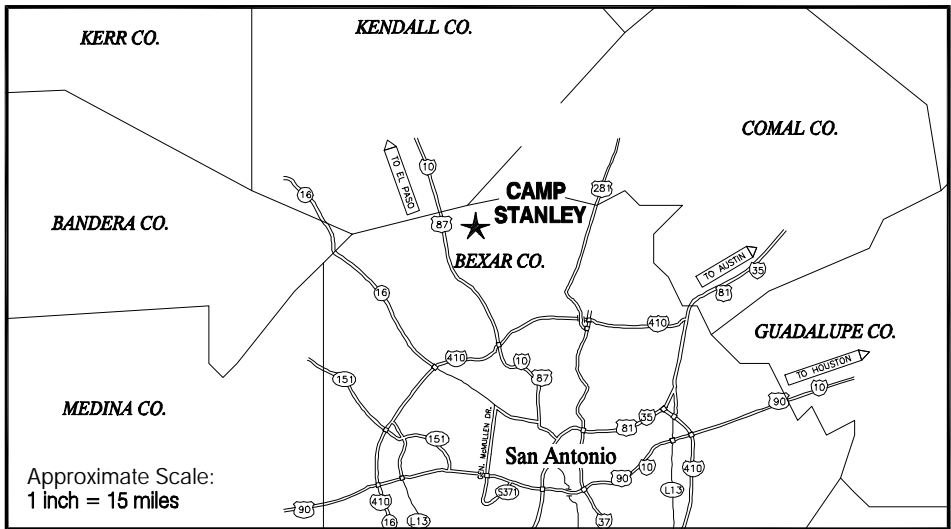 KERR CO.
KENDALL CO.
COMAL CO.
TO EL PASO
10
281
16
CAMP
STANLEY
87
BANDERA CO.
BEXAR CO.
TO AUSTIN
35
81
16
410
GUADALUPE CO.
410
10
TO HOUSTON
10
151
87
90
MEDINA CO.
GEN. McMULLEN DR.
35
81
151
San Antonio
10
410
90
Approximate Scale:
1 inch = 15 miles
S371
L13
410
90
16
L13
37